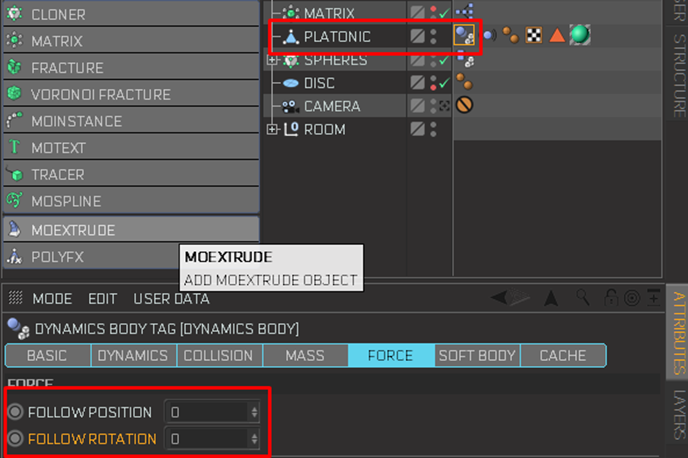 CLONER
MATRIX
FRACTURE
VORONOI FRACTURE
MOINSTANCE
MOTEXT
TRACER
MOSPLINE
MOEXTRUDE
POLYFX
MATRIX
PLATONIC
SPHERES
DISC
CAMERA
ROOM
STRUCTURE
MOEXTRUDE
ADD MOEXTRUDE OBJECT
MODE EDIT USER DATA
DYNAMICS BODY TAG [DYNAMICS BODY]
BASIC DYNAMICS COLLISION MASS FORCE SOFT BODY CACHE
FORCE
FOLLOW POSITION 0
FOLLOW ROTATION 0
ATTRIBUTES
LAYERS